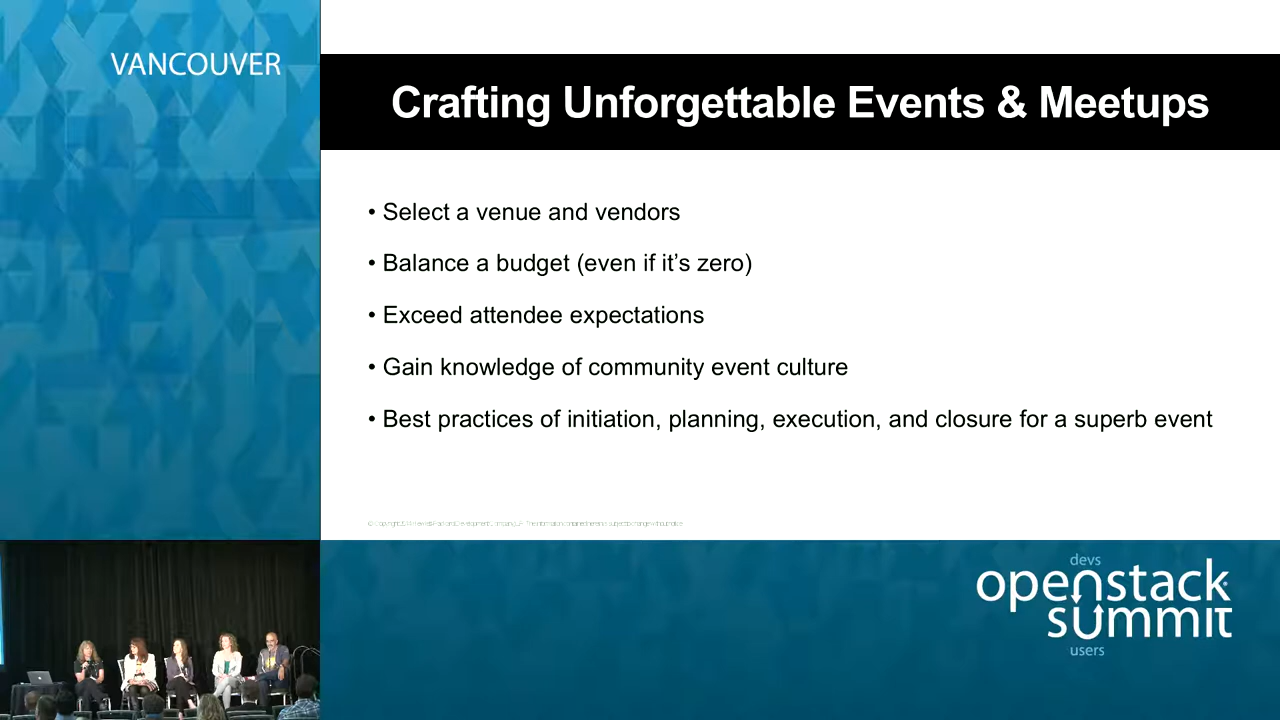 VANCOUVER
Crafting Unforgettable Events & Meetups
• Select a venue and vendors
• Balance a budget (even if it’s zero)
• Exceed attendee expectations
• Gain knowledge of community event culture
• Best practices of initiation, planning, execution, and closure for a superb event
devs
openstack
summit
users